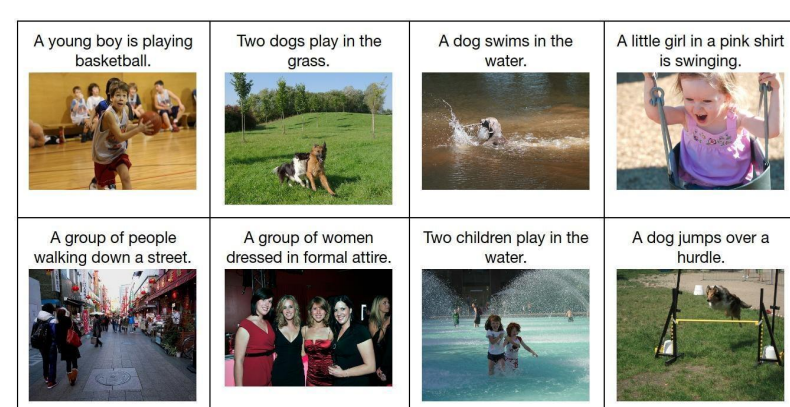 A young boy is playing
basketball.
Two dogs play in the
grass.
A dog swims in the
water.
A little girl in a pink shirt
is swinging.
A group of people
walking down a street.
A group of women
dressed in formal attire.
Two children play in the
water.
A dog jumps over a
hurdle.